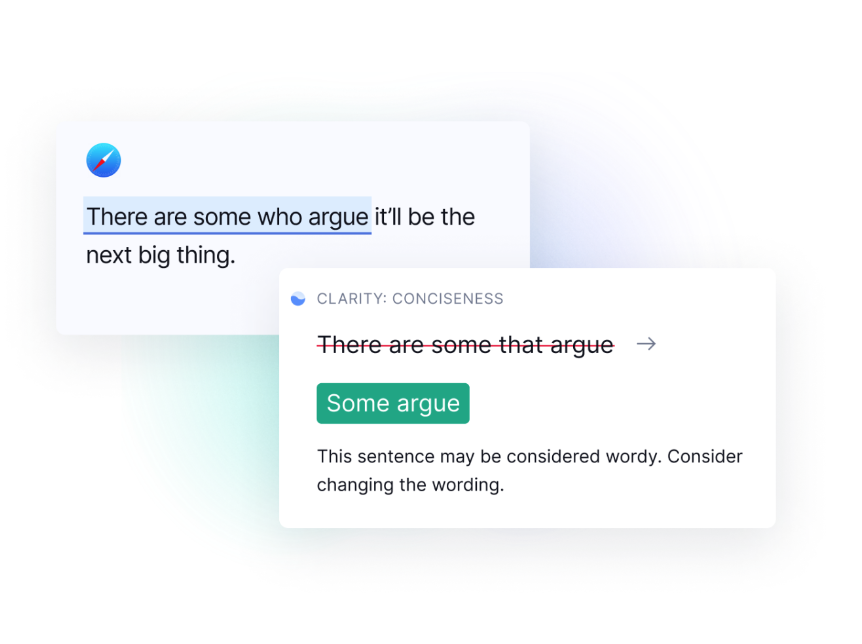 There are some who argue it’ll be the
next big thing.
CLARITY: CONCISENESS
There are some that argue →
Some argue
This sentence may be considered wordy. Consider
changing the wording.